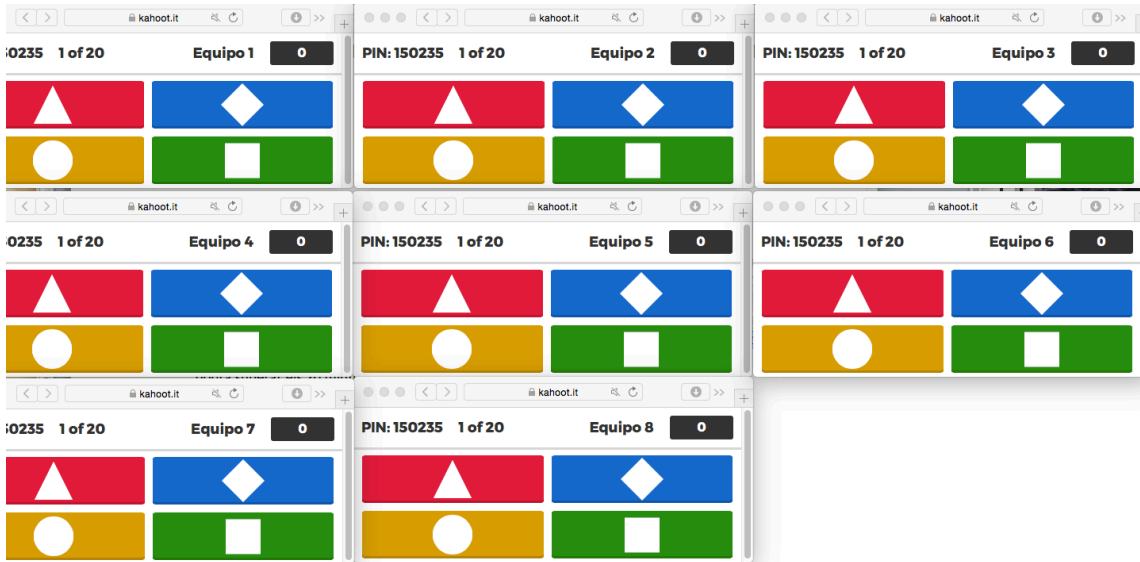 kahoot.it
kahoot.it
kahoot.it
0235 1 of 20 Equipo 1 0
PIN: 150235 1 of 20 Equipo 2 0
PIN: 150235 1 of 20 Equipo 3 0
kahoot.it
kahoot.it
kahoot.it
0235 1 of 20 Equipo 4 0
PIN: 150235 1 of 20 Equipo 5 0
PIN: 150235 1 of 20 Equipo 6 0
kahoot.it
kahoot.it
0235 1 of 20 Equipo 7 0
PIN: 150235 1 of 20 Equipo 8 0